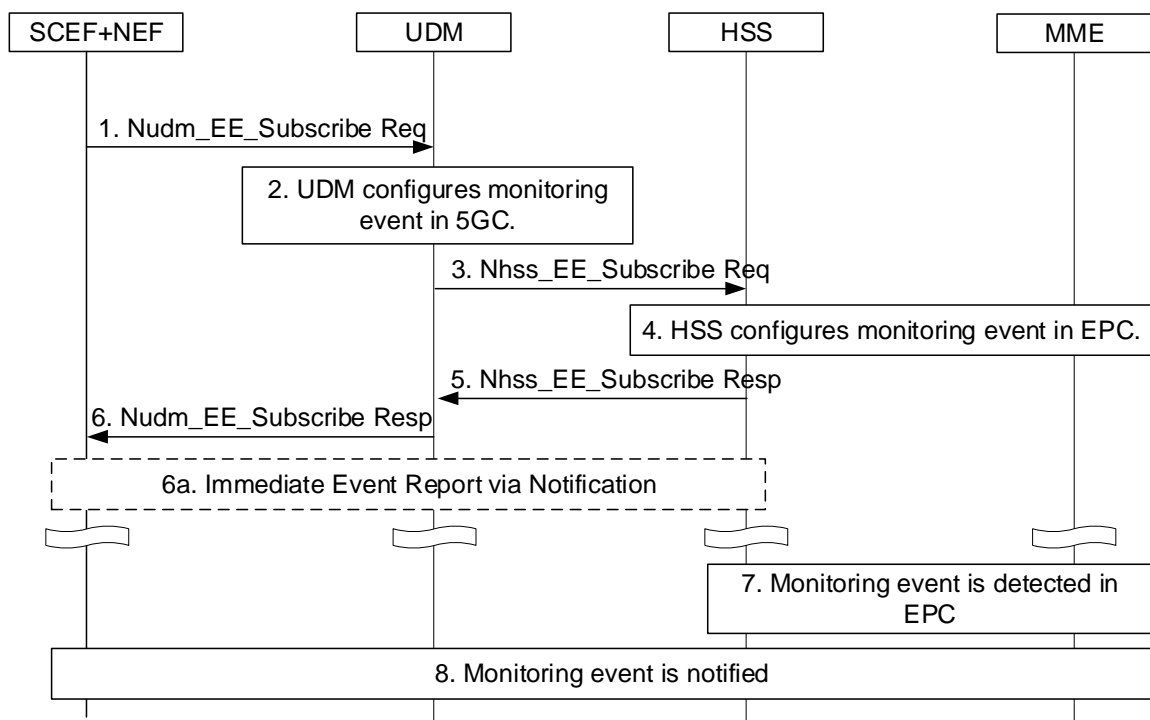 SCEF+NEF
UDM
HSS
MME
1. Nudm_EE_Subscribe Req
2. UDM configures monitoring
event in 5GC.
3. Nhss_EE_Subscribe Req
4. HSS configures monitoring event in EPC.
5. Nhss_EE_Subscribe Resp
6. Nudm_EE_Subscribe Resp
6a. Immediate Event Report via Notification
7. Monitoring event is detected in
EPC
8. Monitoring event is notified